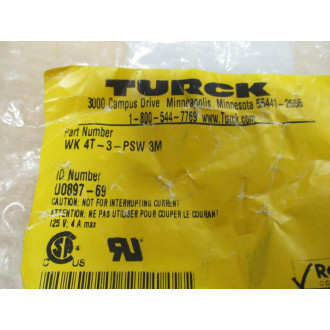 TURCK
3000 Campus Drive Minneapolis, Minnesota 55441-2656
1-800-544-7769 www.Turck.com
Part Number
WK 4T-3-PSW 3M
ID Number
U0897-69
CAUTION: NOT FOR INTERRUPTING CURRENT
ATTENTION: NE PAS UTILISER POUR COUPER LE COURANT
125 V; 4 A max
C US